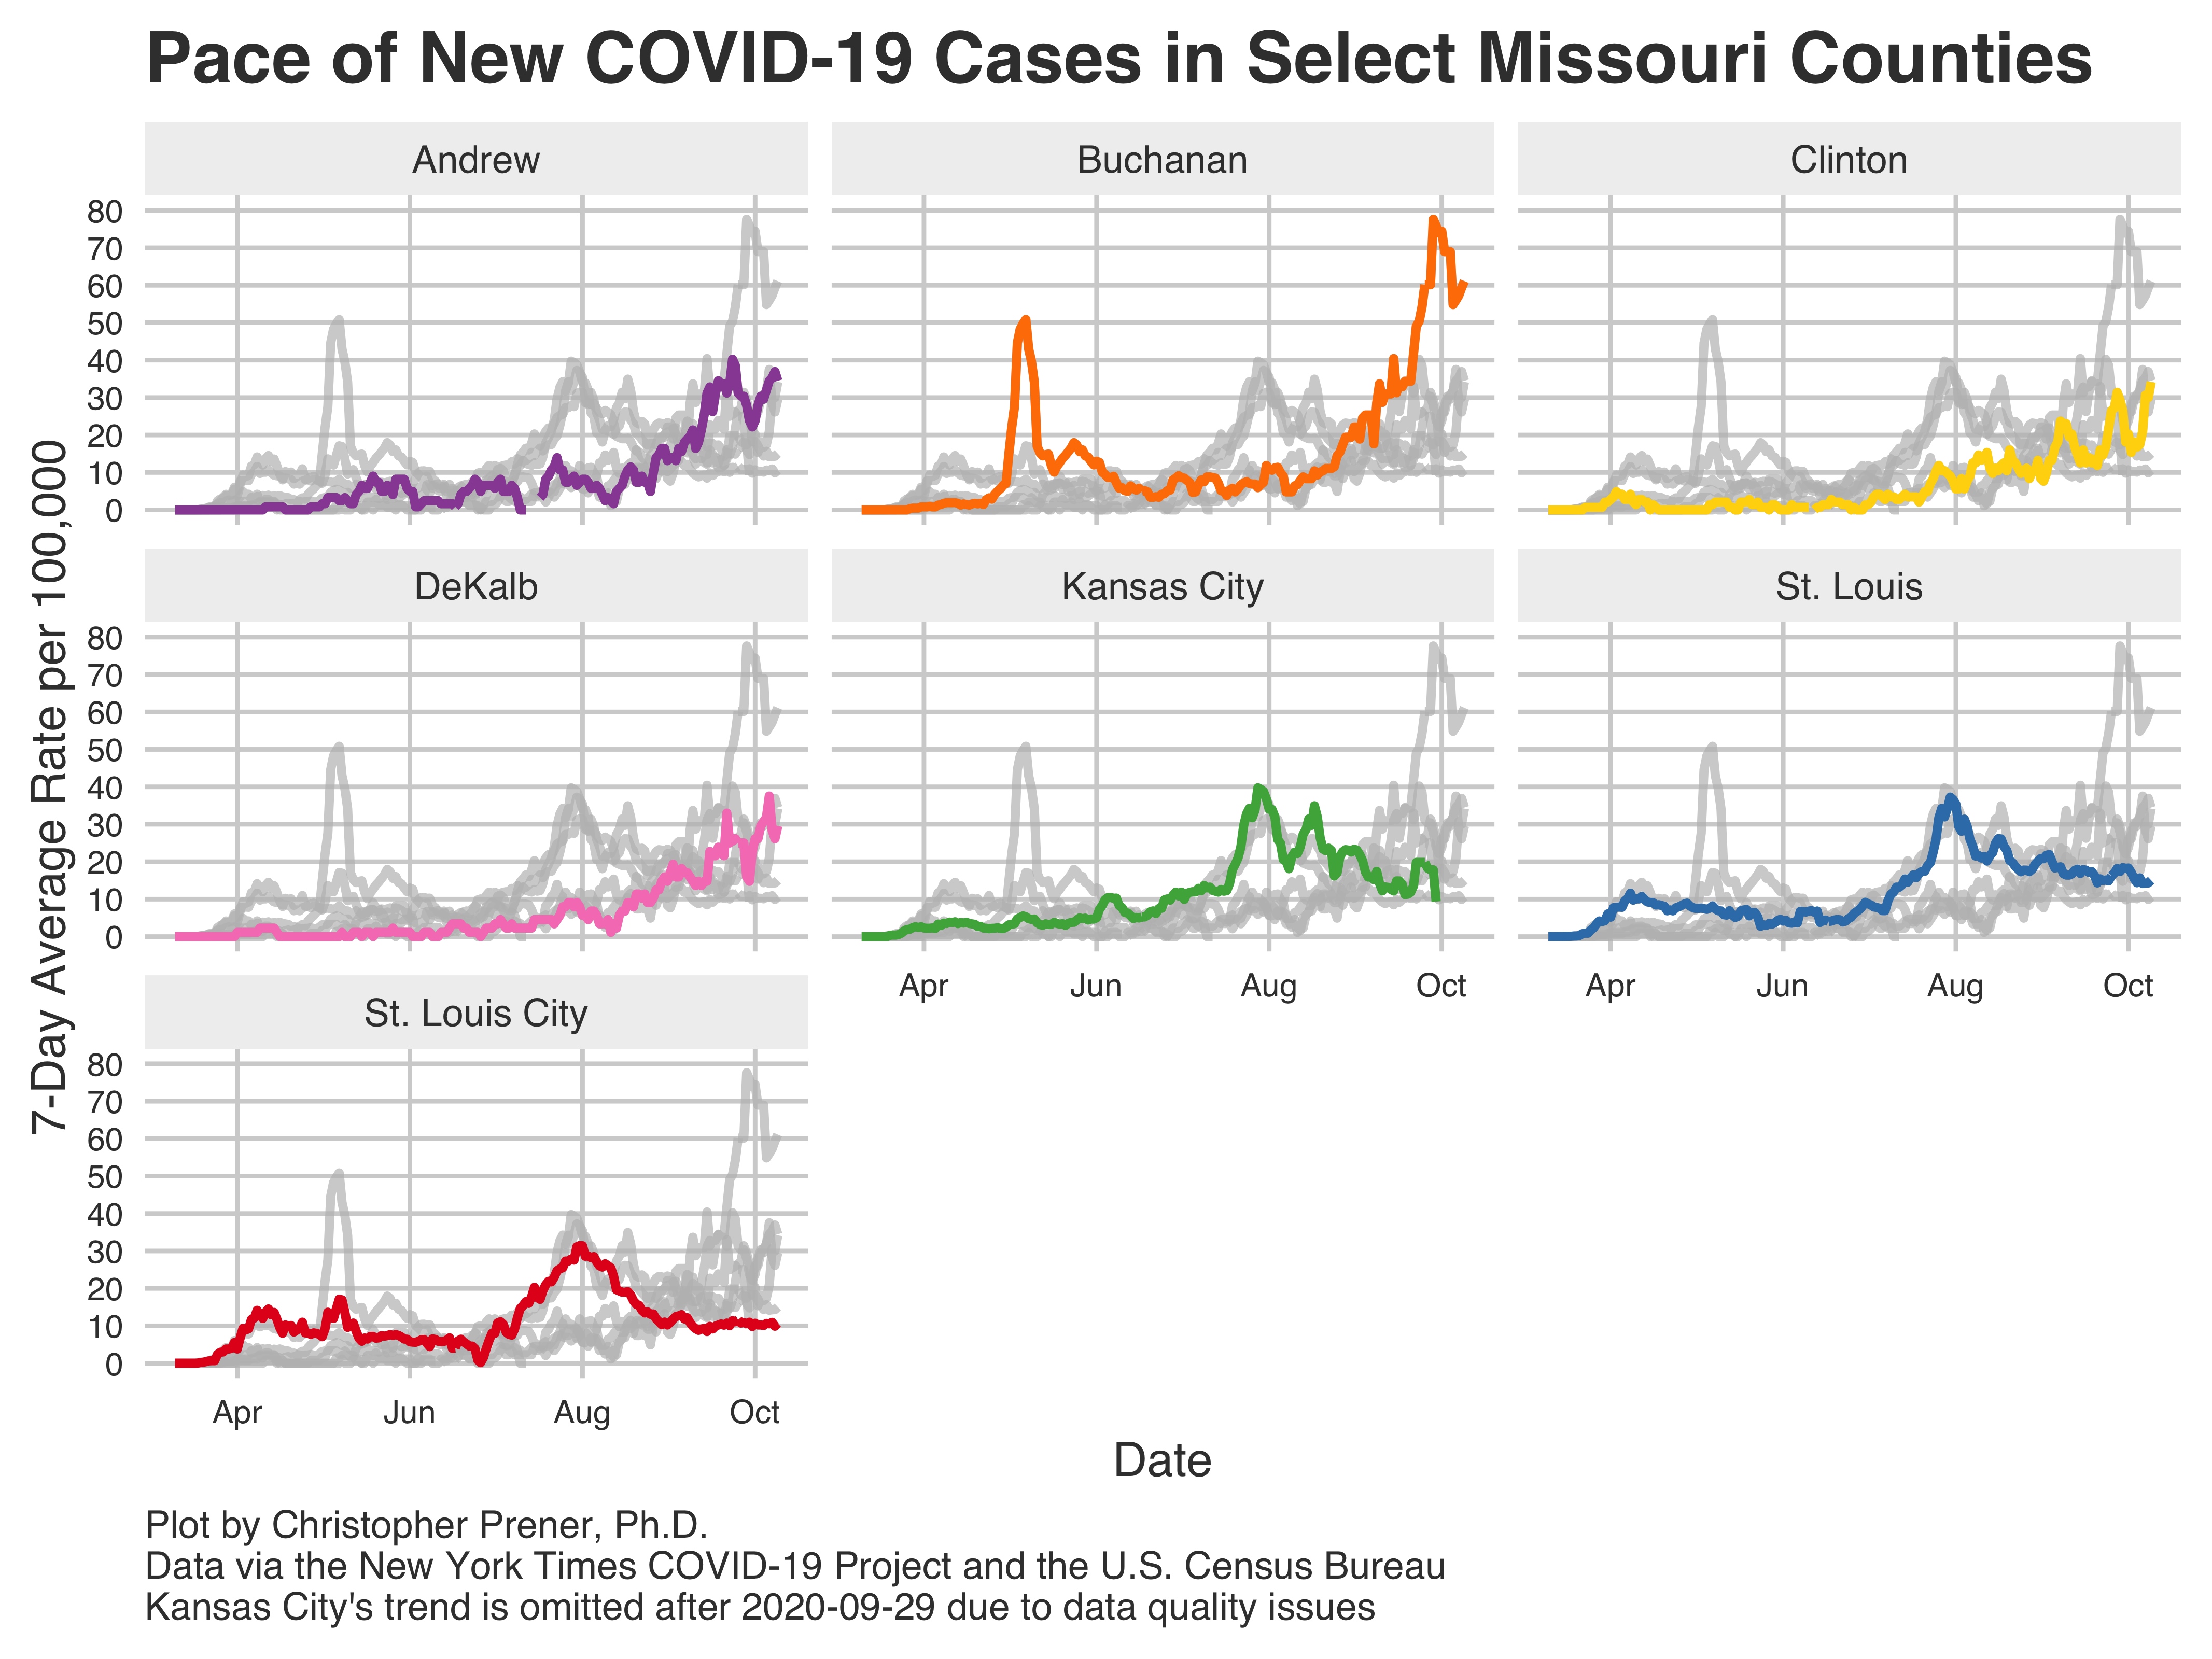 Pace of New COVID-19 Cases in Select Missouri Counties
7-Day Average Rate per 100,000
Andrew
Buchanan
Clinton
80
70
60
50
40
30
20
10
0
DeKalb
Kansas City
St. Louis
80
70
60
50
40
30
20
10
0
Apr Jun Aug Oct
Apr Jun Aug Oct
St. Louis City
80
70
60
50
40
30
20
10
0
Apr Jun Aug Oct
Date
Plot by Christopher Prener, Ph.D.
Data via the New York Times COVID-19 Project and the U.S. Census Bureau
Kansas City's trend is omitted after 2020-09-29 due to data quality issues